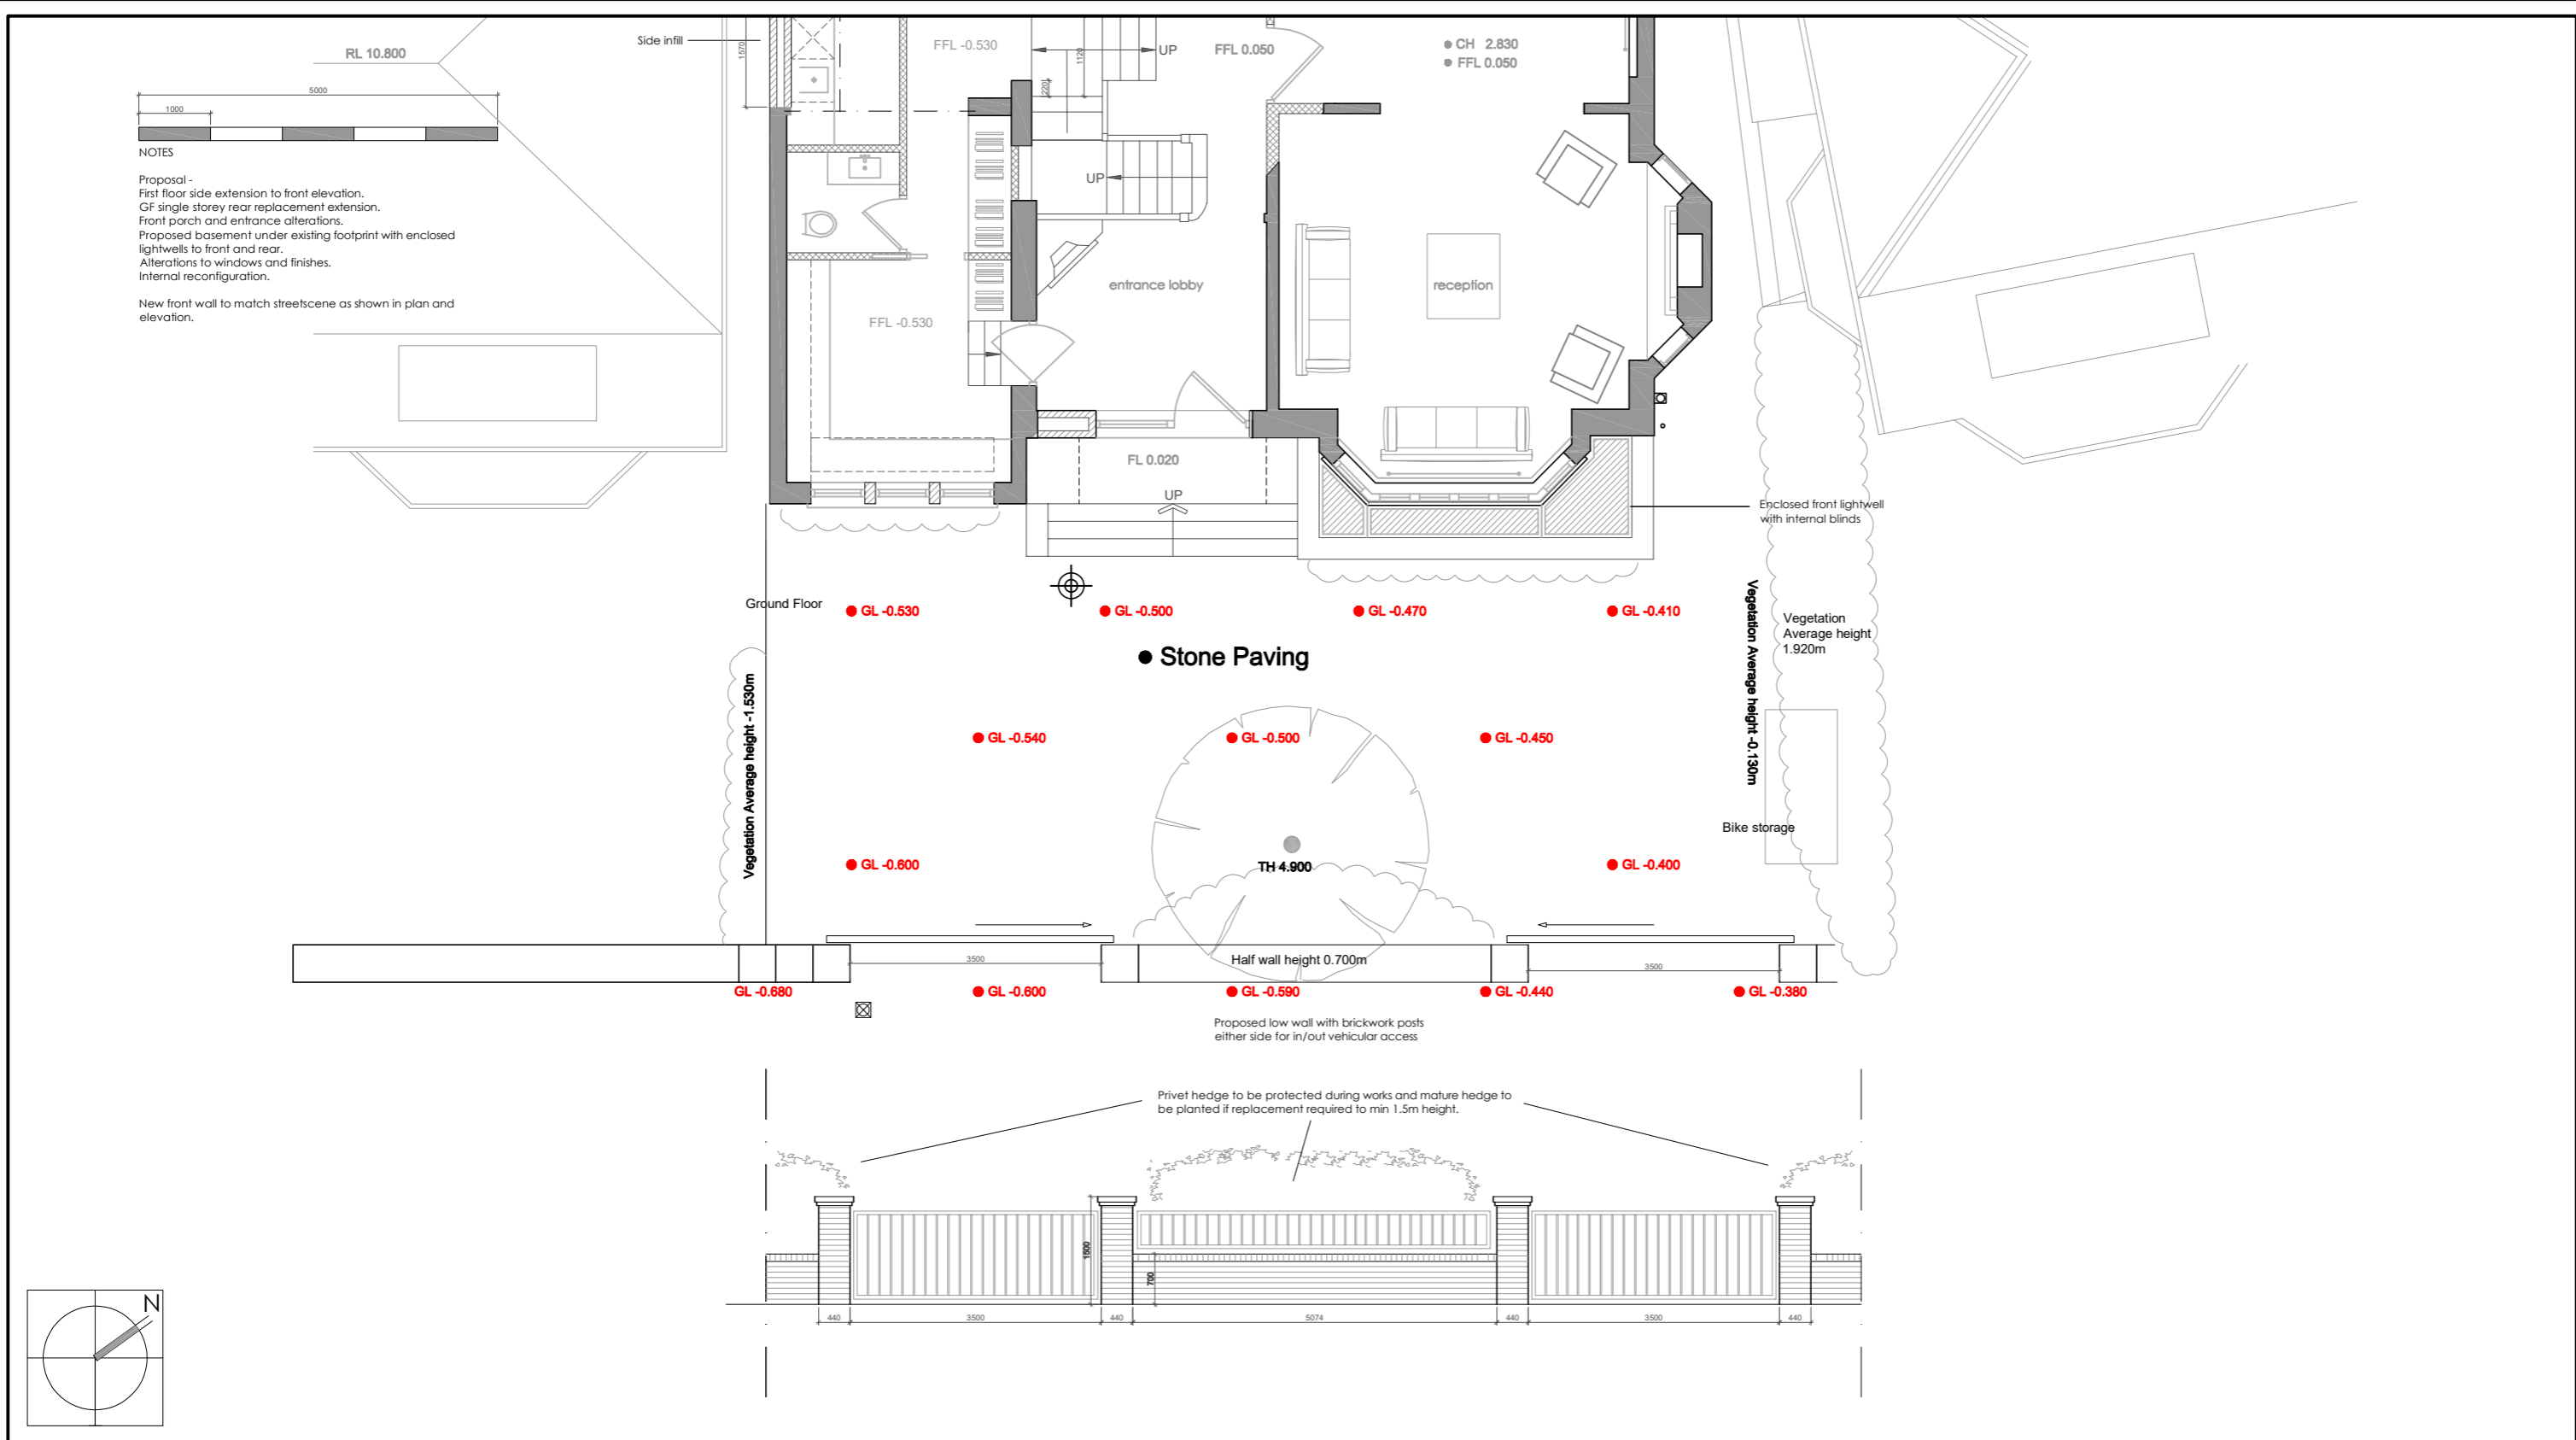 RL 10.800
Side infill
1570
FFL -0.530
1120
220
UP
FFL 0.050
CH 2.830
FFL 0.050
5000
1000
NOTES
Proposal -
First floor side extension to front elevation.
GF single storey rear replacement extension.
Front porch and entrance alterations.
Proposed basement under existing footprint with enclosed
lightwells to front and rear.
Alterations to windows and finishes.
Internal reconfiguration.
New front wall to match streetscene as shown in plan and
elevation.
UP
entrance lobby
reception
FFL -0.530
FL 0.020
UP
Enclosed front lightwell
with internal blinds
Ground Floor
GL -0.530
GL -0.500
GL -0.470
GL -0.410
Vegetation
Average height
1.920m
Stone Paving
Vegetation Average height -1.530m
Vegetation Average height -0.130m
GL -0.540
GL -0.500
GL -0.450
Bike storage
GL -0.600
TH 4.900
GL -0.400
3500
Half wall height 0.700m
3500
GL -0.680
GL -0.600
GL -0.590
GL -0.440
GL -0.380
Proposed low wall with brickwork posts
either side for in/out vehicular access
Privet hedge to be protected during works and mature hedge to
be planted if replacement required to min 1.5m height.
1500
700
440
3500
440
5074
440
3500
440
N